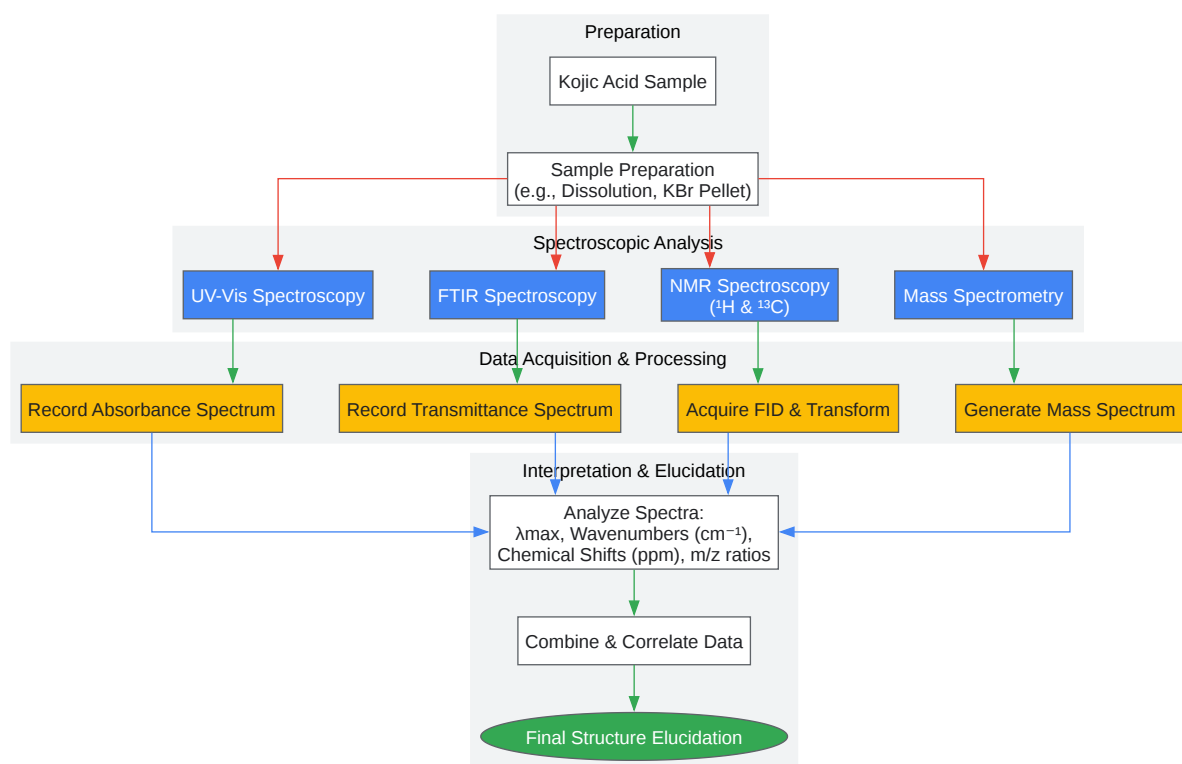 Preparation
Kojic Acid Sample
Sample Preparation
(e.g., Dissolution, KBr Pellet)
Spectroscopic Analysis
UV-Vis Spectroscopy
FTIR Spectroscopy
NMR Spectroscopy
(¹H & ¹³C)
Mass Spectrometry
Data Acquisition & Processing
Record Absorbance Spectrum
Record Transmittance Spectrum
Acquire FID & Transform
Generate Mass Spectrum
Interpretation & Elucidation
Analyze Spectra:
λmax, Wavenumbers (cm⁻¹),
Chemical Shifts (ppm), m/z ratios
Combine & Correlate Data
Final Structure Elucidation